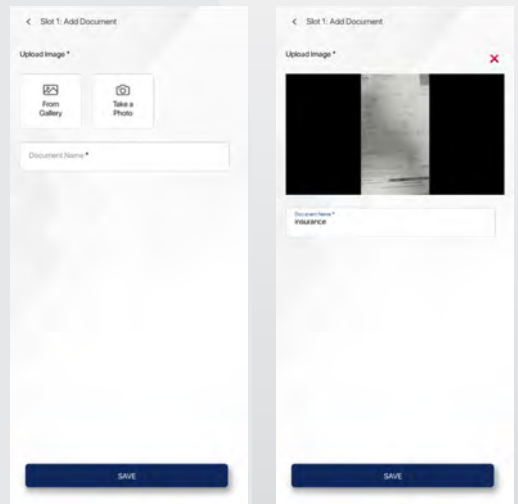 Slot 1: Add Document
Upload Image *
From
Gallery
Take a
Photo
Document Name *
SAVE
Slot 1: Add Document
Upload Image *
Document Name *
insurance
SAVE